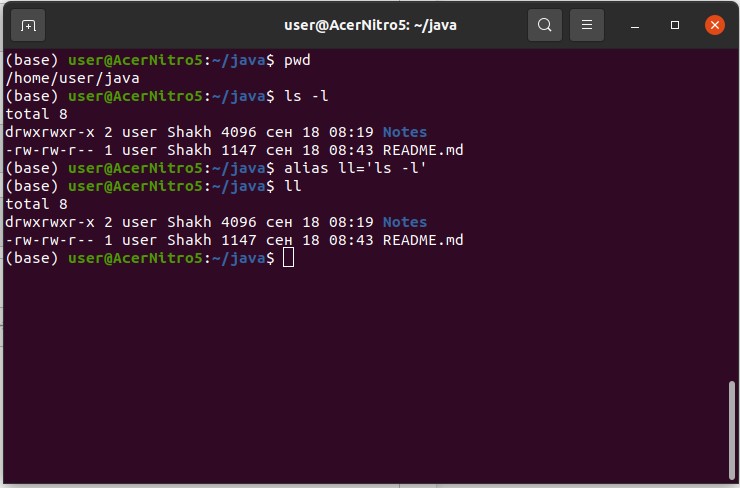 user@AcerNitro5: ~/java
(base) user@AcerNitro5:~/java$ pwd
/home/user/java
(base) user@AcerNitro5:~/java$ ls -l
total 8
drwxrwxr-x 2 user Shakh 4096 сен 18 08:19 Notes
-rw-rw-r-- 1 user Shakh 1147 сен 18 08:43 README.md
(base) user@AcerNitro5:~/java$ alias ll='ls -l'
(base) user@AcerNitro5:~/java$ ll
total 8
drwxrwxr-x 2 user Shakh 4096 сен 18 08:19 Notes
-rw-rw-r-- 1 user Shakh 1147 сен 18 08:43 README.md
(base) user@AcerNitro5:~/java$